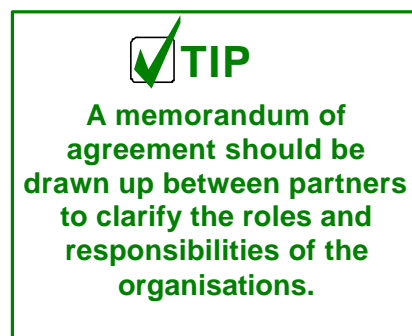 TIP
A memorandum of
agreement should be
drawn up between partners
to clarify the roles and
responsibilities of the
organisations.